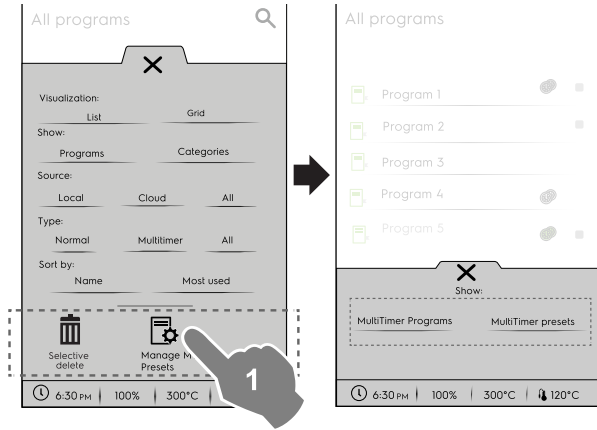 All programs
Visualization:
List Grid
Show:
Programs Categories
Source:
Local Cloud All
Type:
Normal Multitimer All
Sort by:
Name Most used
Selective
delete
Manage M
Presets
1
6:30 PM 100% 300°C
All programs
Program 1
Program 2
Program 3
Program 4
Program 5
Show:
MultiTimer Programs MultiTimer presets
6:30 PM 100% 300°C 120°C